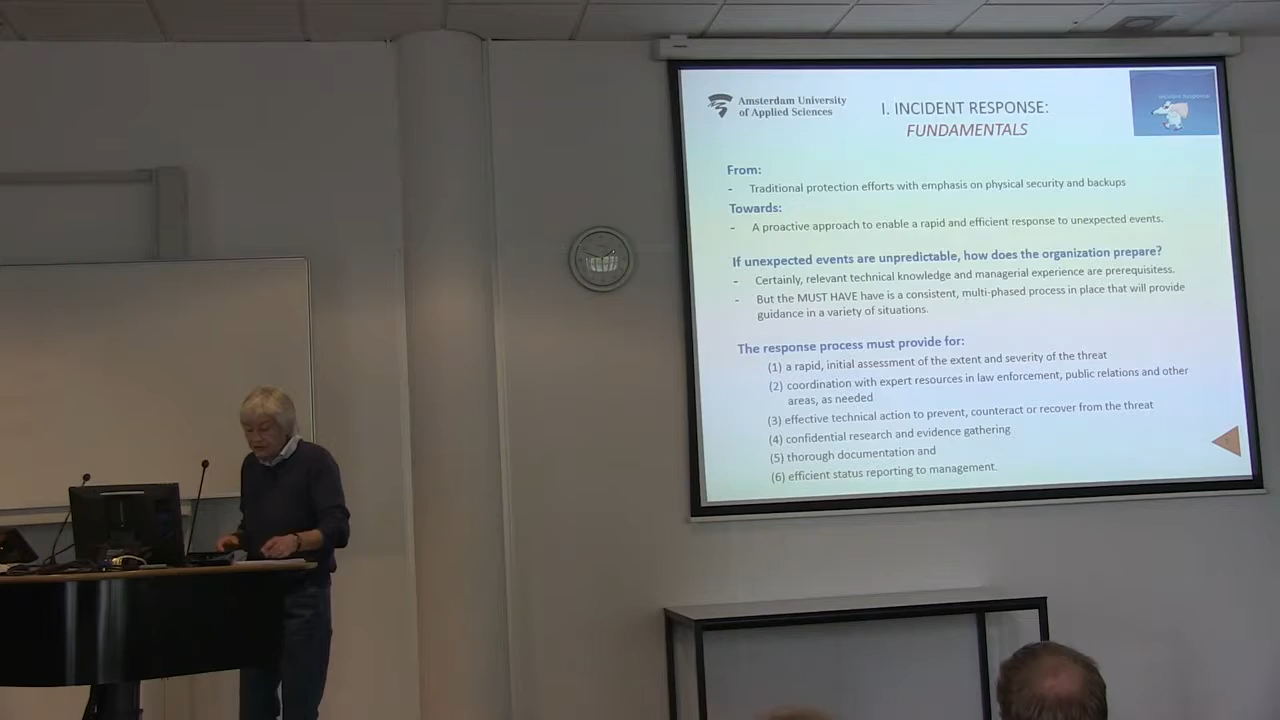 Amsterdam University
of Applied Sciences
I. INCIDENT RESPONSE:
FUNDAMENTALS
Incident Response
From:
- Traditional protection efforts with emphasis on physical security and backups
Towards:
- A proactive approach to enable a rapid and efficient response to unexpected events.
If unexpected events are unpredictable, how does the organization prepare?
- Certainly, relevant technical knowledge and managerial experience are prerequisitess.
- But the MUST HAVE have is a consistent, multi-phased process in place that will provide
guidance in a variety of situations.
The response process must provide for:
(1) a rapid, initial assessment of the extent and severity of the threat
(2) coordination with expert resources in law enforcement, public relations and other
areas, as needed
(3) effective technical action to prevent, counteract or recover from the threat
(4) confidential research and evidence gathering
(5) thorough documentation and
(6) efficient status reporting to management.